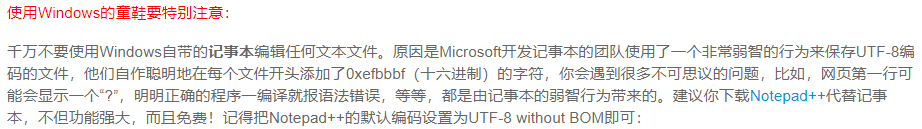 使用Windows的童鞋要特别注意：
千万不要使用Windows自带的记事本编辑任何文本文件。原因是Microsoft开发记事本的团队使用了一个非常弱智的行为来保存UTF-8编
码的文件，他们自作聪明地在每个文件开头添加了0xefbbbf（十六进制）的字符，你会遇到很多不可思议的问题，比如，网页第一行可
能会显示一个“?”，明明正确的程序一编译就报语法错误，等等，都是由记事本的弱智行为带来的。建议你下载Notepad++代替记事
本，不但功能强大，而且免费！记得把Notepad++的默认编码设置为UTF-8 without BOM即可：